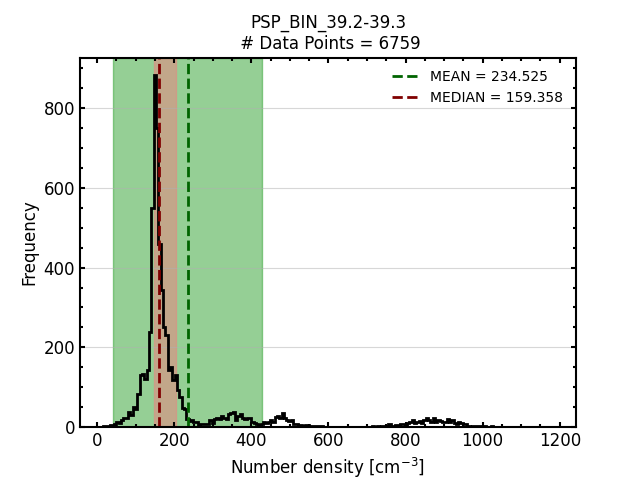 PSP_BIN_39.2-39.3
# Data Points = 6759
MEAN = 234.525
MEDIAN = 159.358
Frequency
800
600
400
200
0
0 200 400 600 800 1000 1200
Number density [cm⁻³]